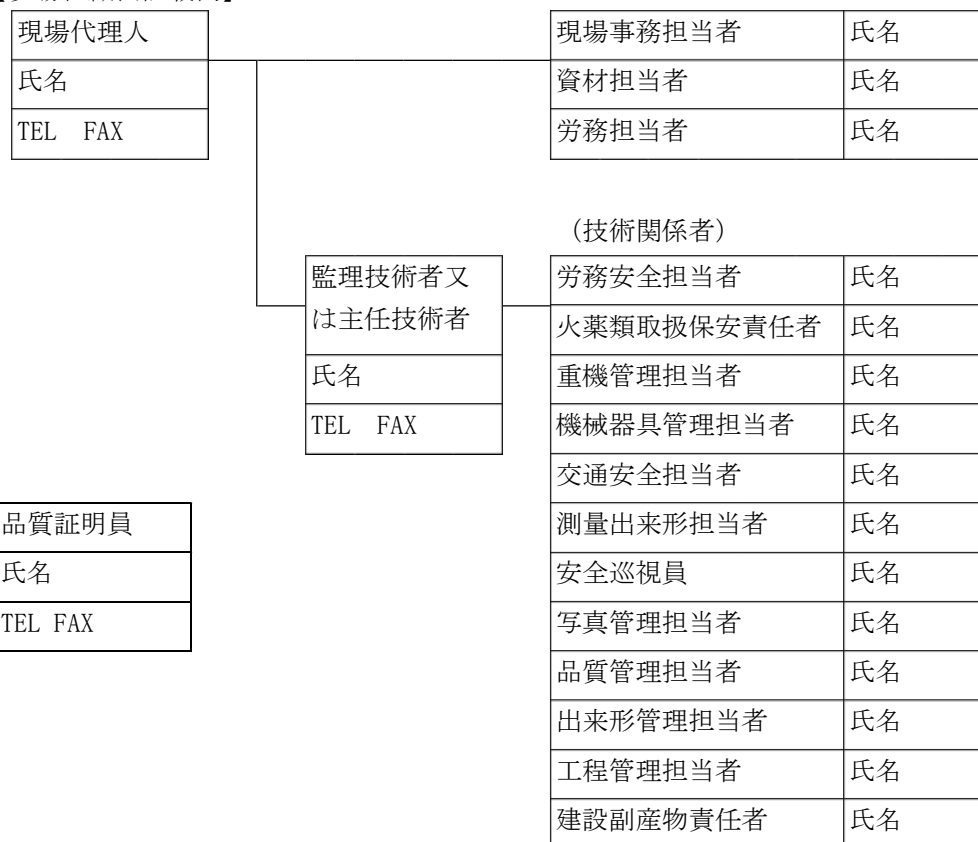 現場代理人
氏名
TEL FAX
現場事務担当者 氏名
資材担当者 氏名
労務担当者 氏名
（技術関係者）
監理技術者又
は主任技術者
氏名
TEL FAX
労務安全担当者 氏名
火薬類取扱保安責任者 氏名
重機管理担当者 氏名
機械器具管理担当者 氏名
交通安全担当者 氏名
測量出来形担当者 氏名
安全巡視員 氏名
写真管理担当者 氏名
品質管理担当者 氏名
出来形管理担当者 氏名
工程管理担当者 氏名
建設副産物責任者 氏名
品質証明員
氏名
TEL FAX